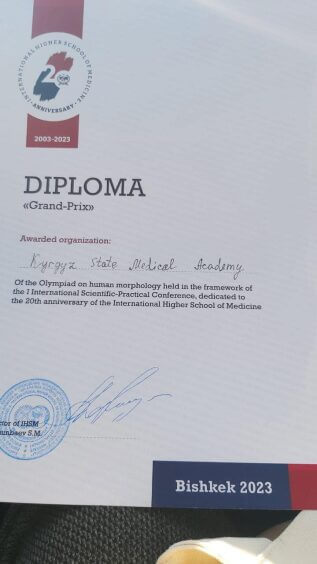 INTERNATIONAL HIGHER SCHOOL OF MEDICINE
20
ANNIVERSARY
2003-2023
DIPLOMA
«Grand-Prix»
Awarded organization:
Kyrgyz State Medical Academy
Of the Olympiad on human morphology held in the framework of
the I International Scientific-Practical Conference, dedicated to
the 20th anniversary of the International Higher School of Medicine
of IHSM
S.M.
Bishkek 2023